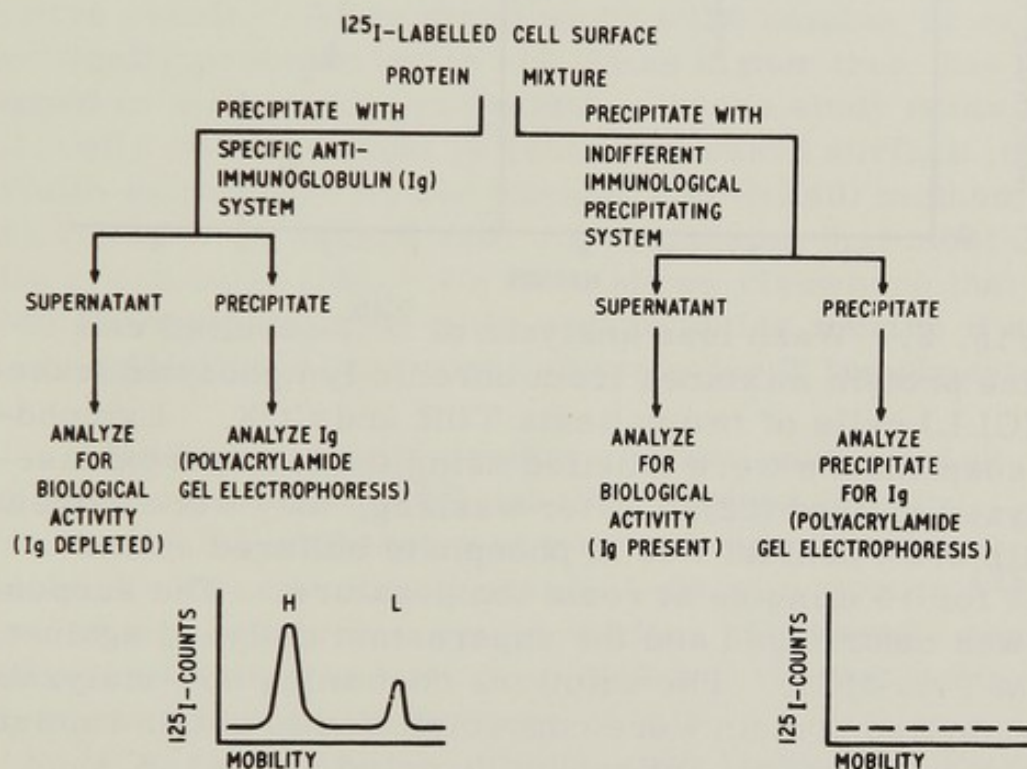 ¹²⁵I-LABELLED CELL SURFACE
PROTEIN MIXTURE
PRECIPITATE WITH
SPECIFIC ANTI-
IMMUNOGLOBULIN (Ig)
SYSTEM
PRECIPITATE WITH
INDIFFERENT
IMMUNOLOGICAL
PRECIPITATING
SYSTEM
SUPERNATANT
PRECIPITATE
SUPERNATANT
PRECIPITATE
ANALYZE
FOR
BIOLOGICAL
ACTIVITY
(Ig DEPLETED)
ANALYZE Ig
(POLYACRYLAMIDE
GEL ELECTROPHORESIS)
ANALYZE
FOR
BIOLOGICAL
ACTIVITY
(Ig PRESENT)
ANALYZE
PRECIPITATE
FOR Ig
(POLYACRYLAMIDE
GEL ELECTROPHORESIS)
H
L
¹²⁵I-COUNTS
MOBILITY
¹²⁵I-COUNTS
MOBILITY